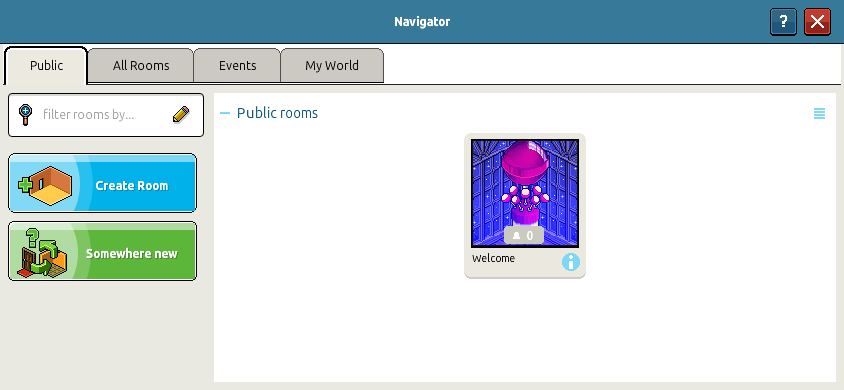 Navigator
?
Public
All Rooms
Events
My World
filter rooms by...
Public rooms
Create Room
Somewhere new
0
Welcome